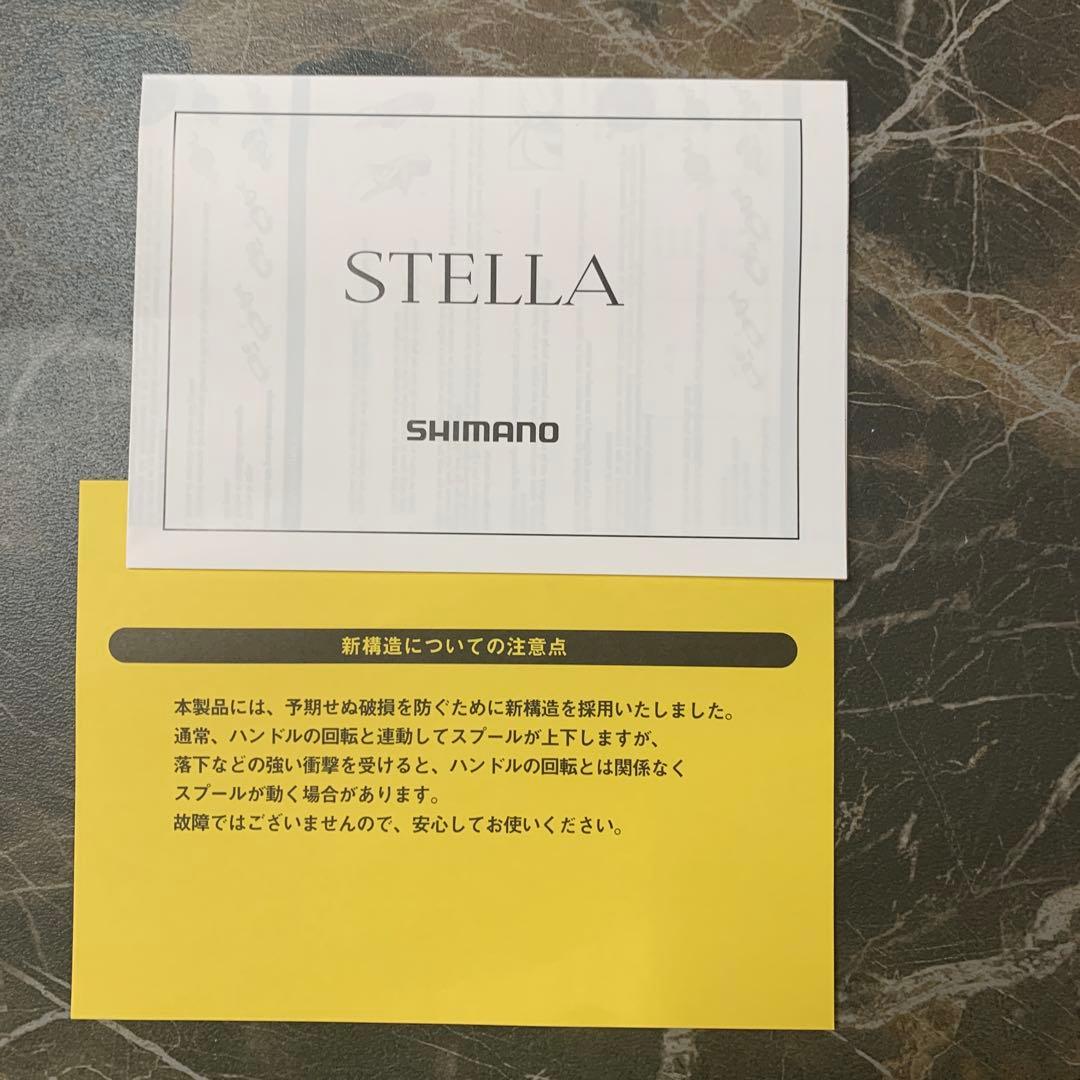 STELLA
SHIMANO
新構造についての注意点
本製品には、予期せぬ破損を防ぐために新構造を採用いたしました。
通常、ハンドルの回転と連動してスプールが上下しますが、
落下などの強い衝撃を受けると、ハンドルの回転とは関係なく
スプールが動く場合があります。
故障ではございませんので、安心してお使いください。